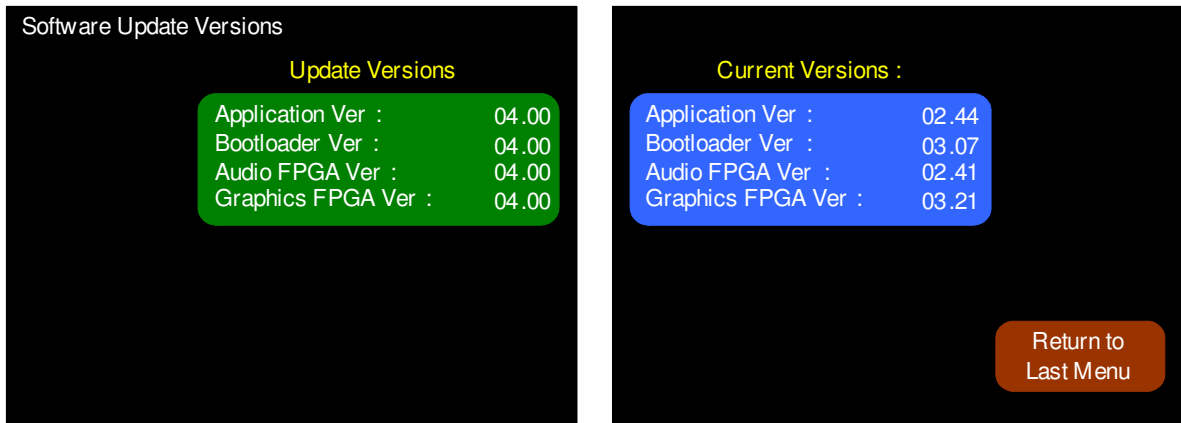 Software Update Versions
Update Versions
Application Ver : 04.00
Bootloader Ver : 04.00
Audio FPGA Ver : 04.00
Graphics FPGA Ver : 04.00
Current Versions :
Application Ver : 02.44
Bootloader Ver : 03.07
Audio FPGA Ver : 02.41
Graphics FPGA Ver : 03.21
Return to
Last Menu